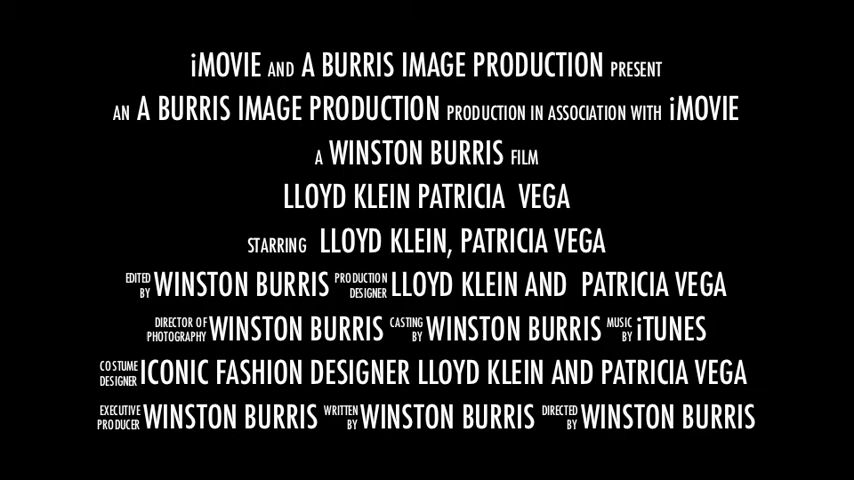 iMOVIE AND A BURRIS IMAGE PRODUCTION PRESENT
AN A BURRIS IMAGE PRODUCTION PRODUCTION IN ASSOCIATION WITH iMOVIE
A WINSTON BURRIS FILM
LLOYD KLEIN PATRICIA VEGA
STARRING LLOYD KLEIN, PATRICIA VEGA
EDITED BY WINSTON BURRIS PRODUCTION DESIGNER LLOYD KLEIN AND PATRICIA VEGA
DIRECTOR OF PHOTOGRAPHY WINSTON BURRIS CASTING BY WINSTON BURRIS MUSIC BY iTUNES
COSTUME DESIGNER ICONIC FASHION DESIGNER LLOYD KLEIN AND PATRICIA VEGA
EXECUTIVE PRODUCER WINSTON BURRIS WRITTEN BY WINSTON BURRIS DIRECTED BY WINSTON BURRIS